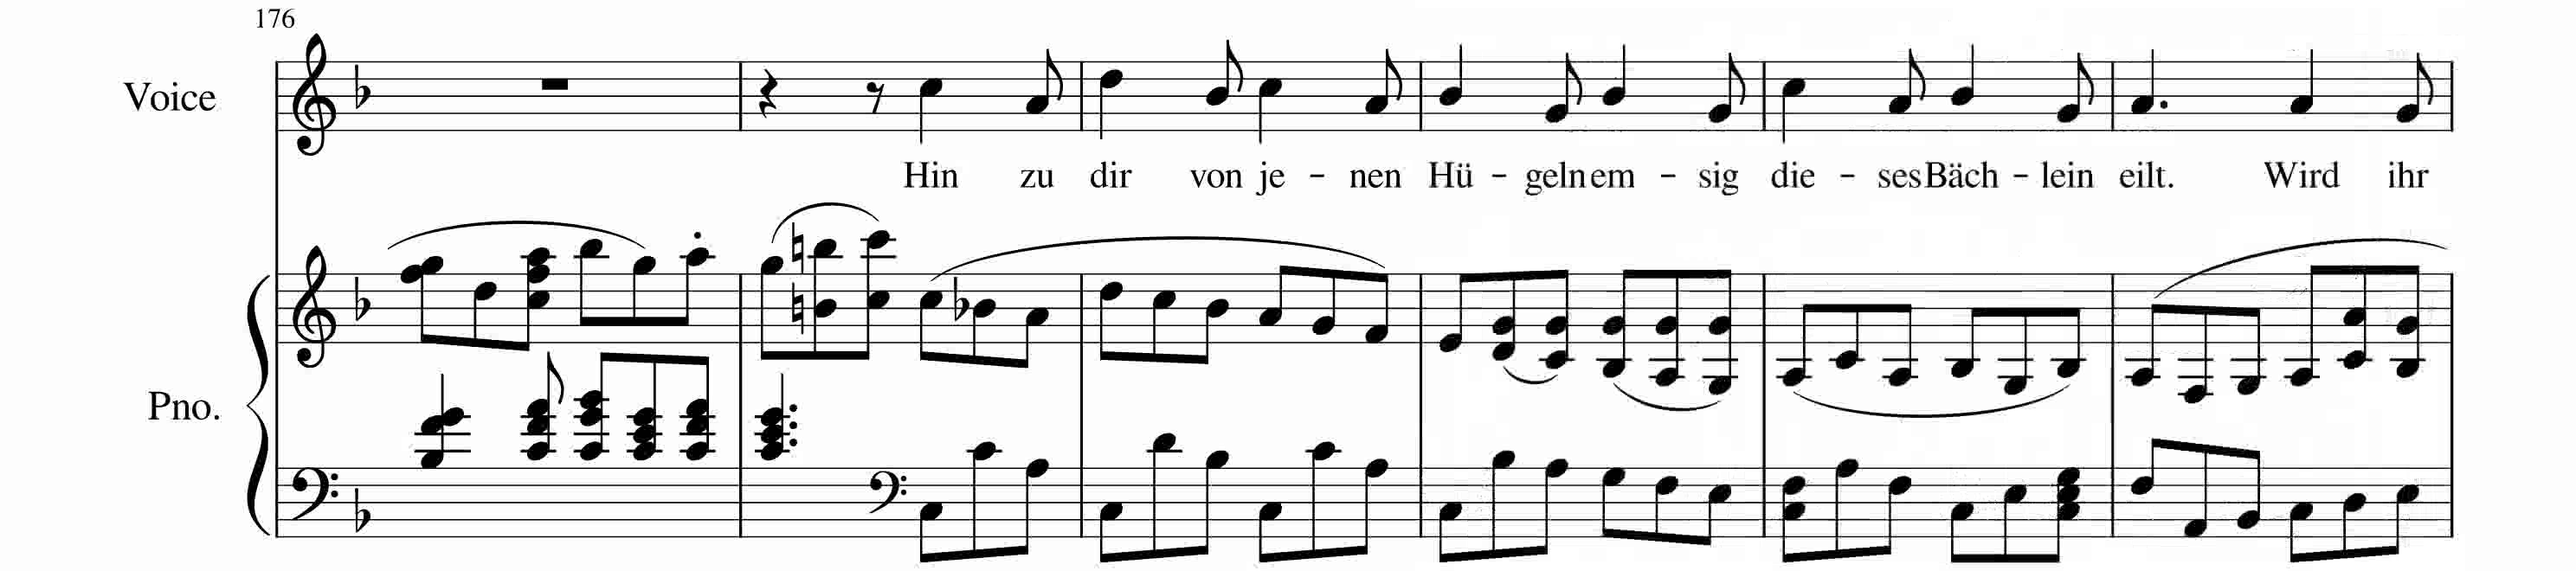 176
Voice
Hin zu dir von je - nen Hü - geln em - sig die - ses Bäch - lein eilt. Wird ihr
Pno.